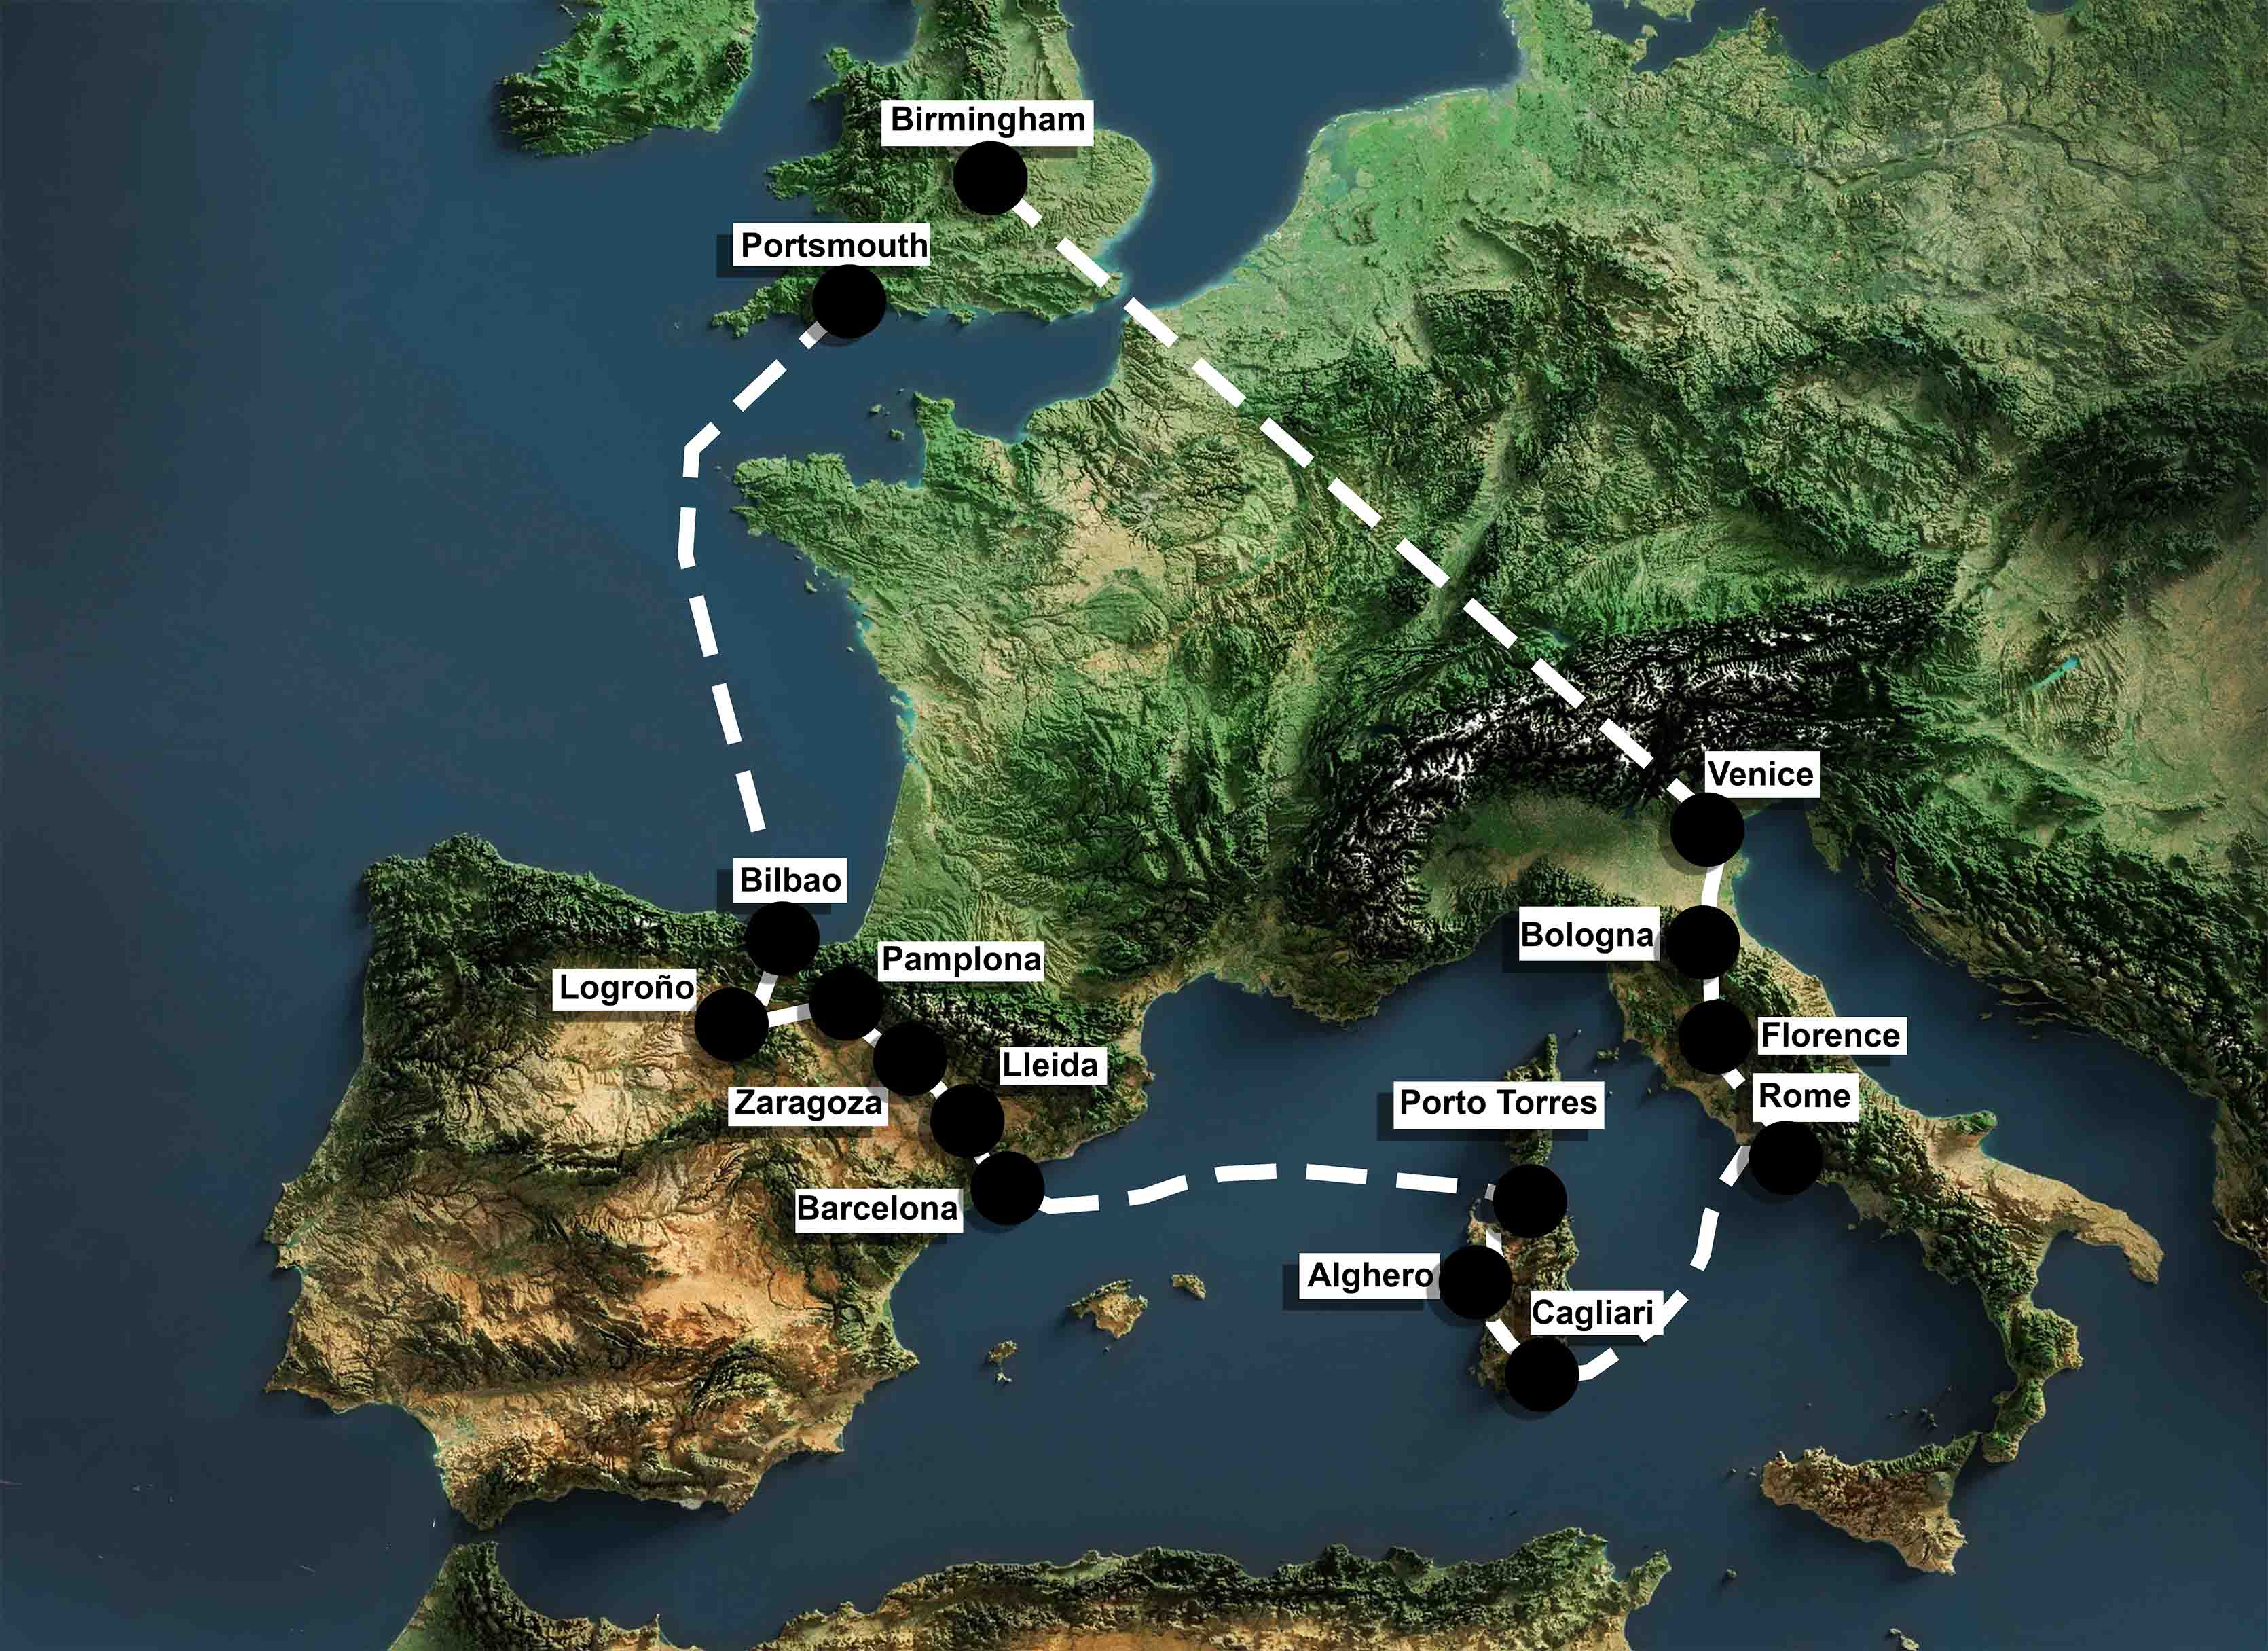 Birmingham
Portsmouth
Venice
Bilbao
Bologna
Pamplona
Logroño
Florence
Lleida
Rome
Zaragoza
Porto Torres
Barcelona
Alghero
Cagliari